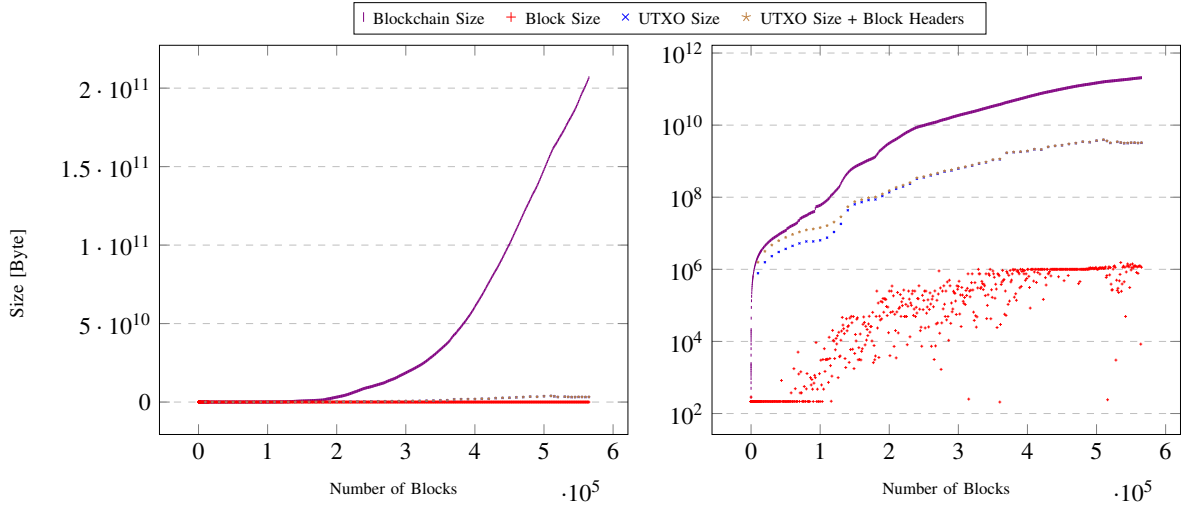 Blockchain Size Block Size UTXO Size UTXO Size + Block Headers
2 · 10^11
1.5 · 10^11
1 · 10^11
5 · 10^10
0
Size [Byte]
0 1 2 3 4 5 6
Number of Blocks
·10^5
10^12
10^10
10^8
10^6
10^4
10^2
0 1 2 3 4 5 6
Number of Blocks
·10^5